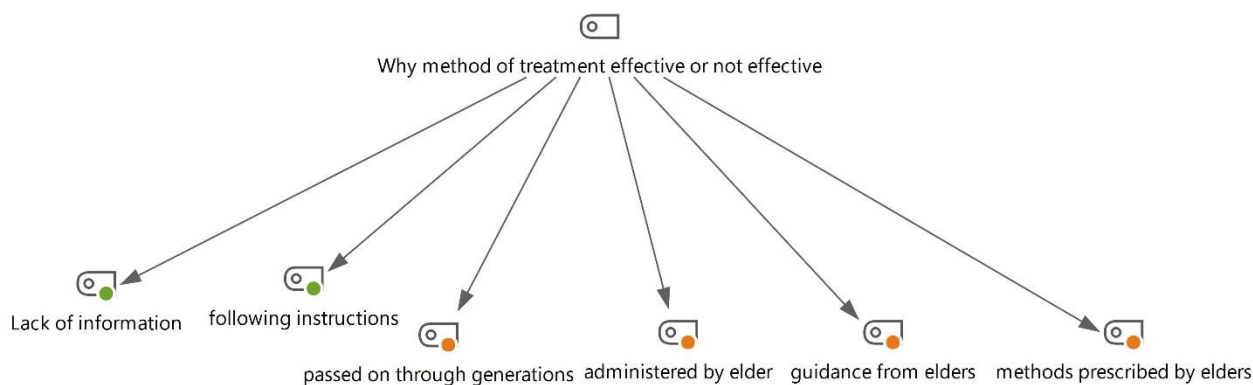 Why method of treatment effective or not effective
Lack of information
following instructions
passed on through generations
administered by elder
guidance from elders
methods prescribed by elders